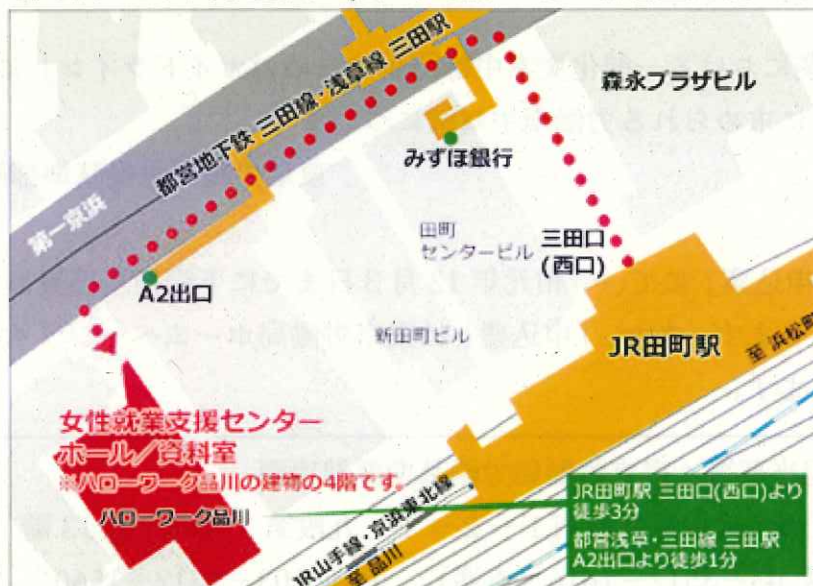 都営地下鉄 三田線・浅草線 三田駅
森永プラザビル
みずほ銀行
第一京浜
田町
センタービル
三田口
(西口)
A2出口
新田町ビル
JR田町駅
至 浜松町
女性就業支援センター
ホール/資料室
※ハローワーク品川の建物の4階です。
ハローワーク品川
JR山手線・京浜東北線
至 品川
JR田町駅 三田口(西口)より
徒歩3分
都営浅草・三田線 三田駅
A2出口より徒歩1分